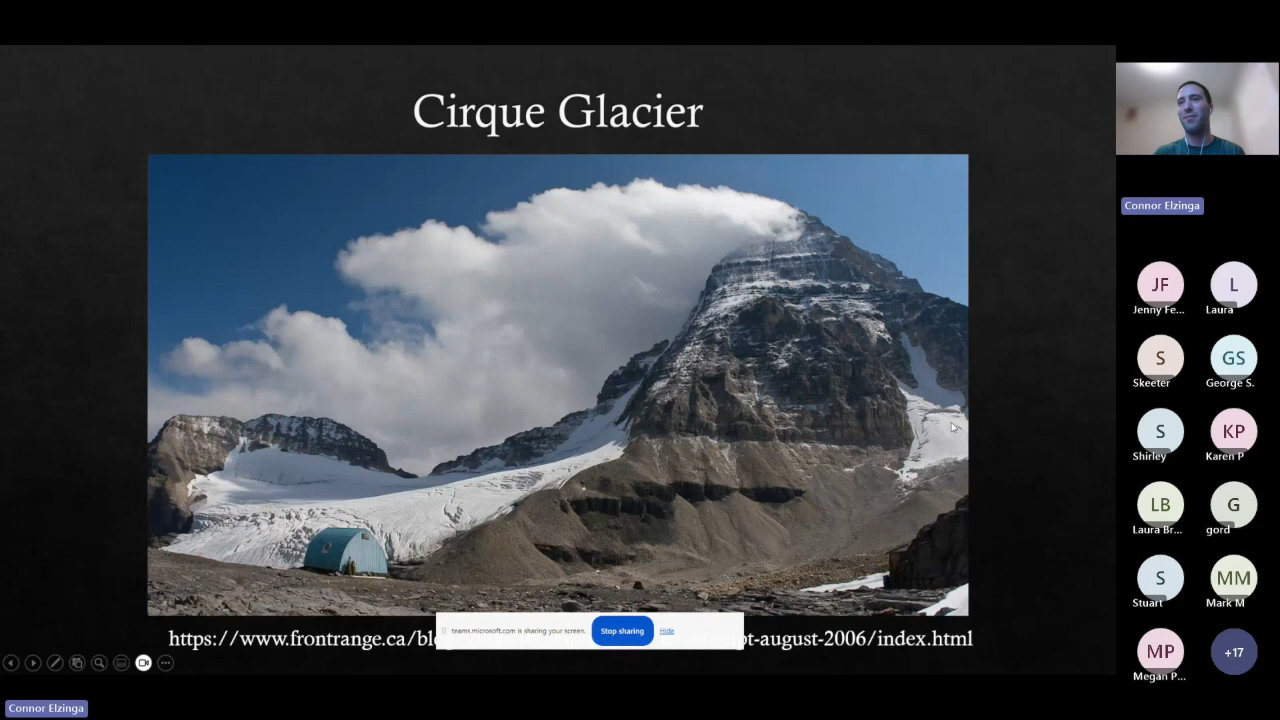 Cirque Glacier
https://www.frontrange.ca/
pt-august-2006/index.html
teams.microsoft.com is sharing your screen.
Stop sharing
Hide
Connor Elzinga
Connor Elzinga
JF
Jenny Fe...
L
Laura
S
Skeeter
GS
George S.
S
Shirley
KP
Karen P
LB
Laura Br...
G
gord
S
Stuart
MM
Mark M
MP
Megan P...
+17